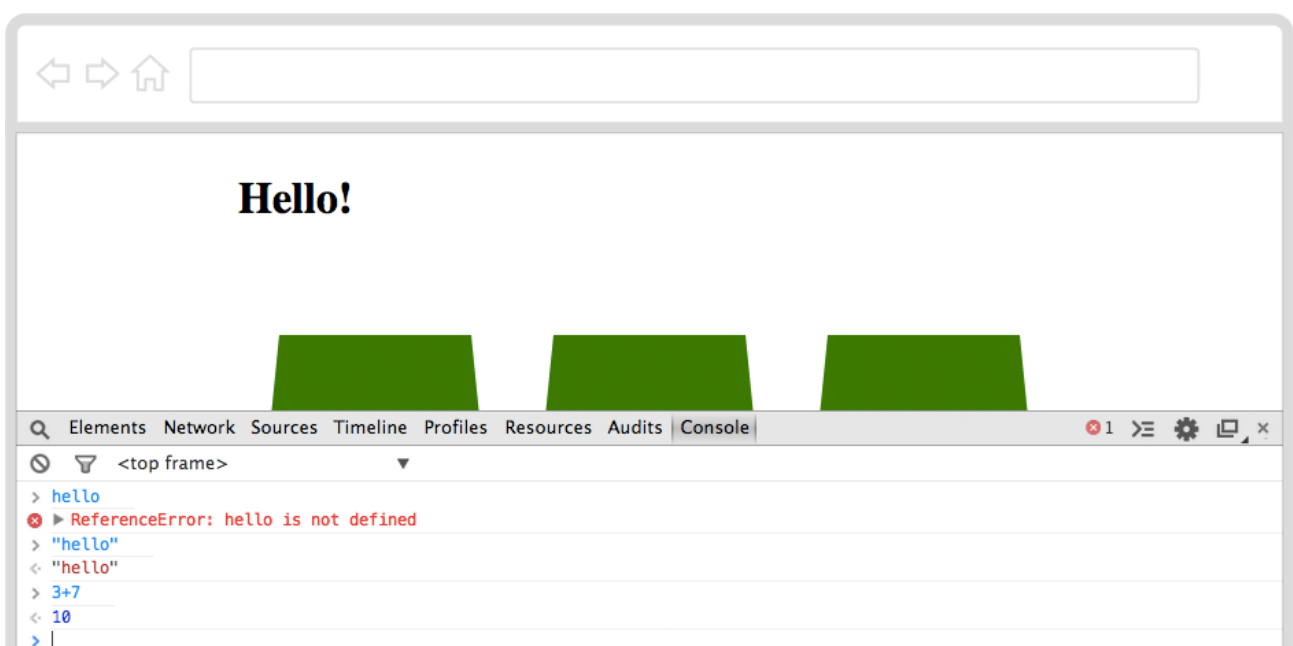 Hello!
Elements Network Sources Timeline Profiles Resources Audits Console 1
<top frame> ▼
> hello
ReferenceError: hello is not defined
> "hello"
"hello"
> 3+7
10
>